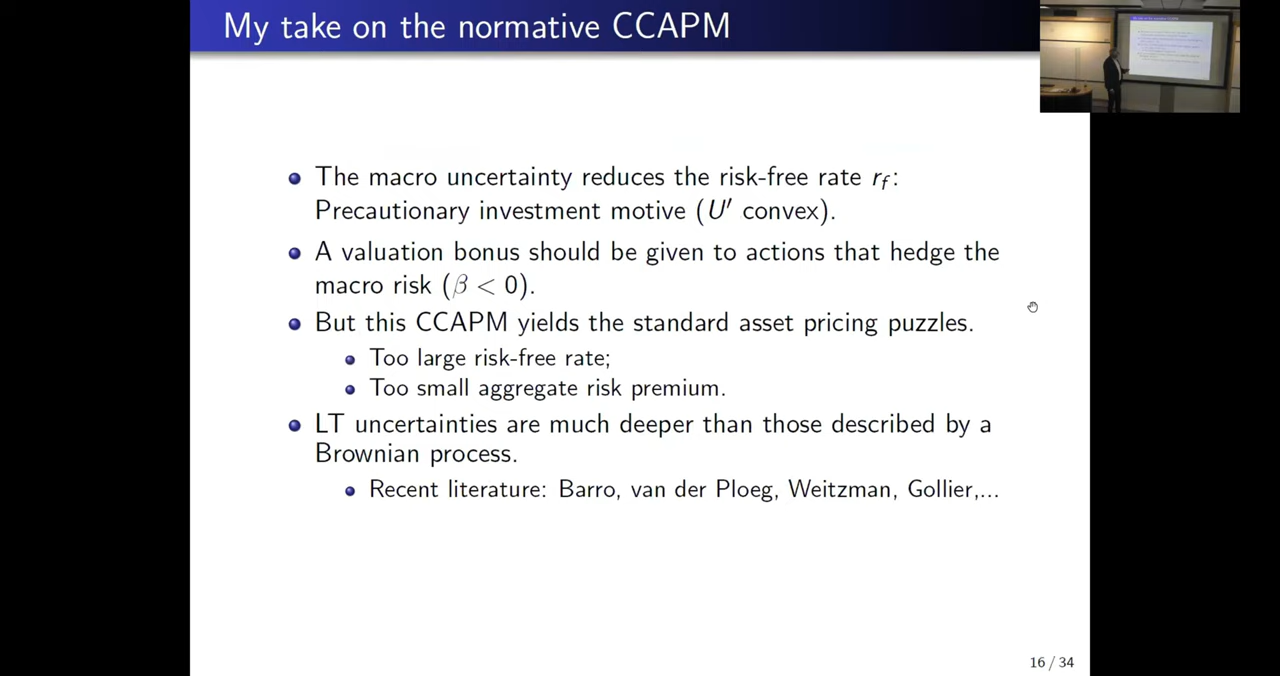 My take on the normative CCAPM
The macro uncertainty reduces the risk-free rate r_f:
Precautionary investment motive (U′ convex).
A valuation bonus should be given to actions that hedge the
macro risk (β < 0).
But this CCAPM yields the standard asset pricing puzzles.
Too large risk-free rate;
Too small aggregate risk premium.
LT uncertainties are much deeper than those described by a
Brownian process.
Recent literature: Barro, van der Ploeg, Weitzman, Gollier,...
16 / 34